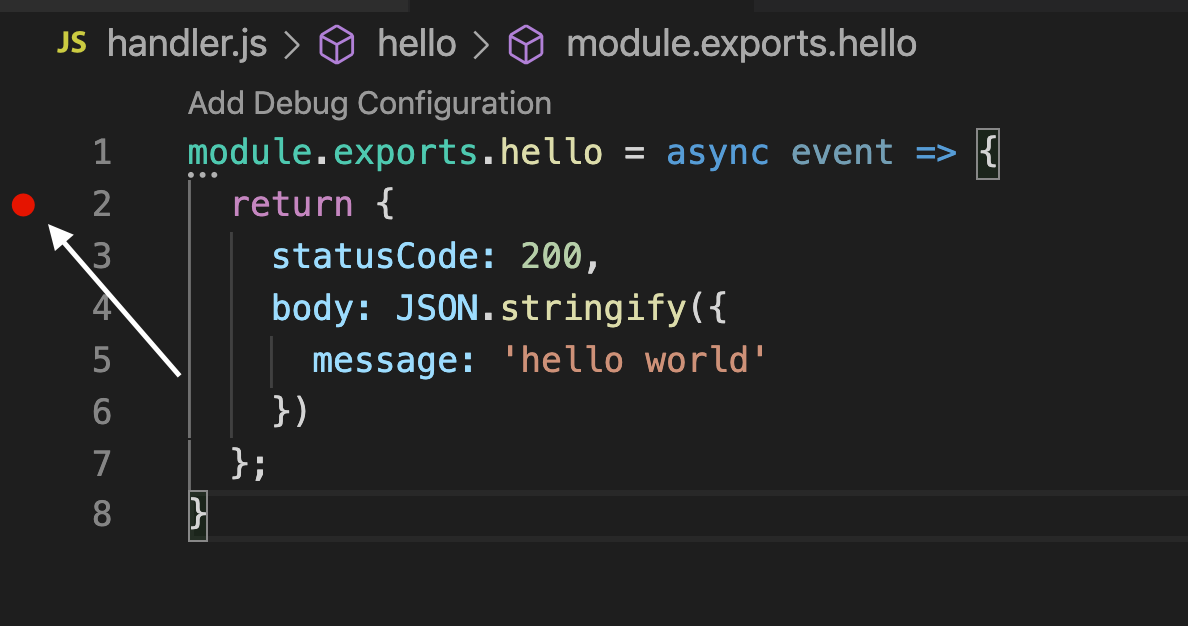 JS handler.js > hello > module.exports.hello
Add Debug Configuration
1 module.exports.hello = async event => {
2 return {
3 statusCode: 200,
4 body: JSON.stringify({
5 message: 'hello world'
6 })
7 };
8 }